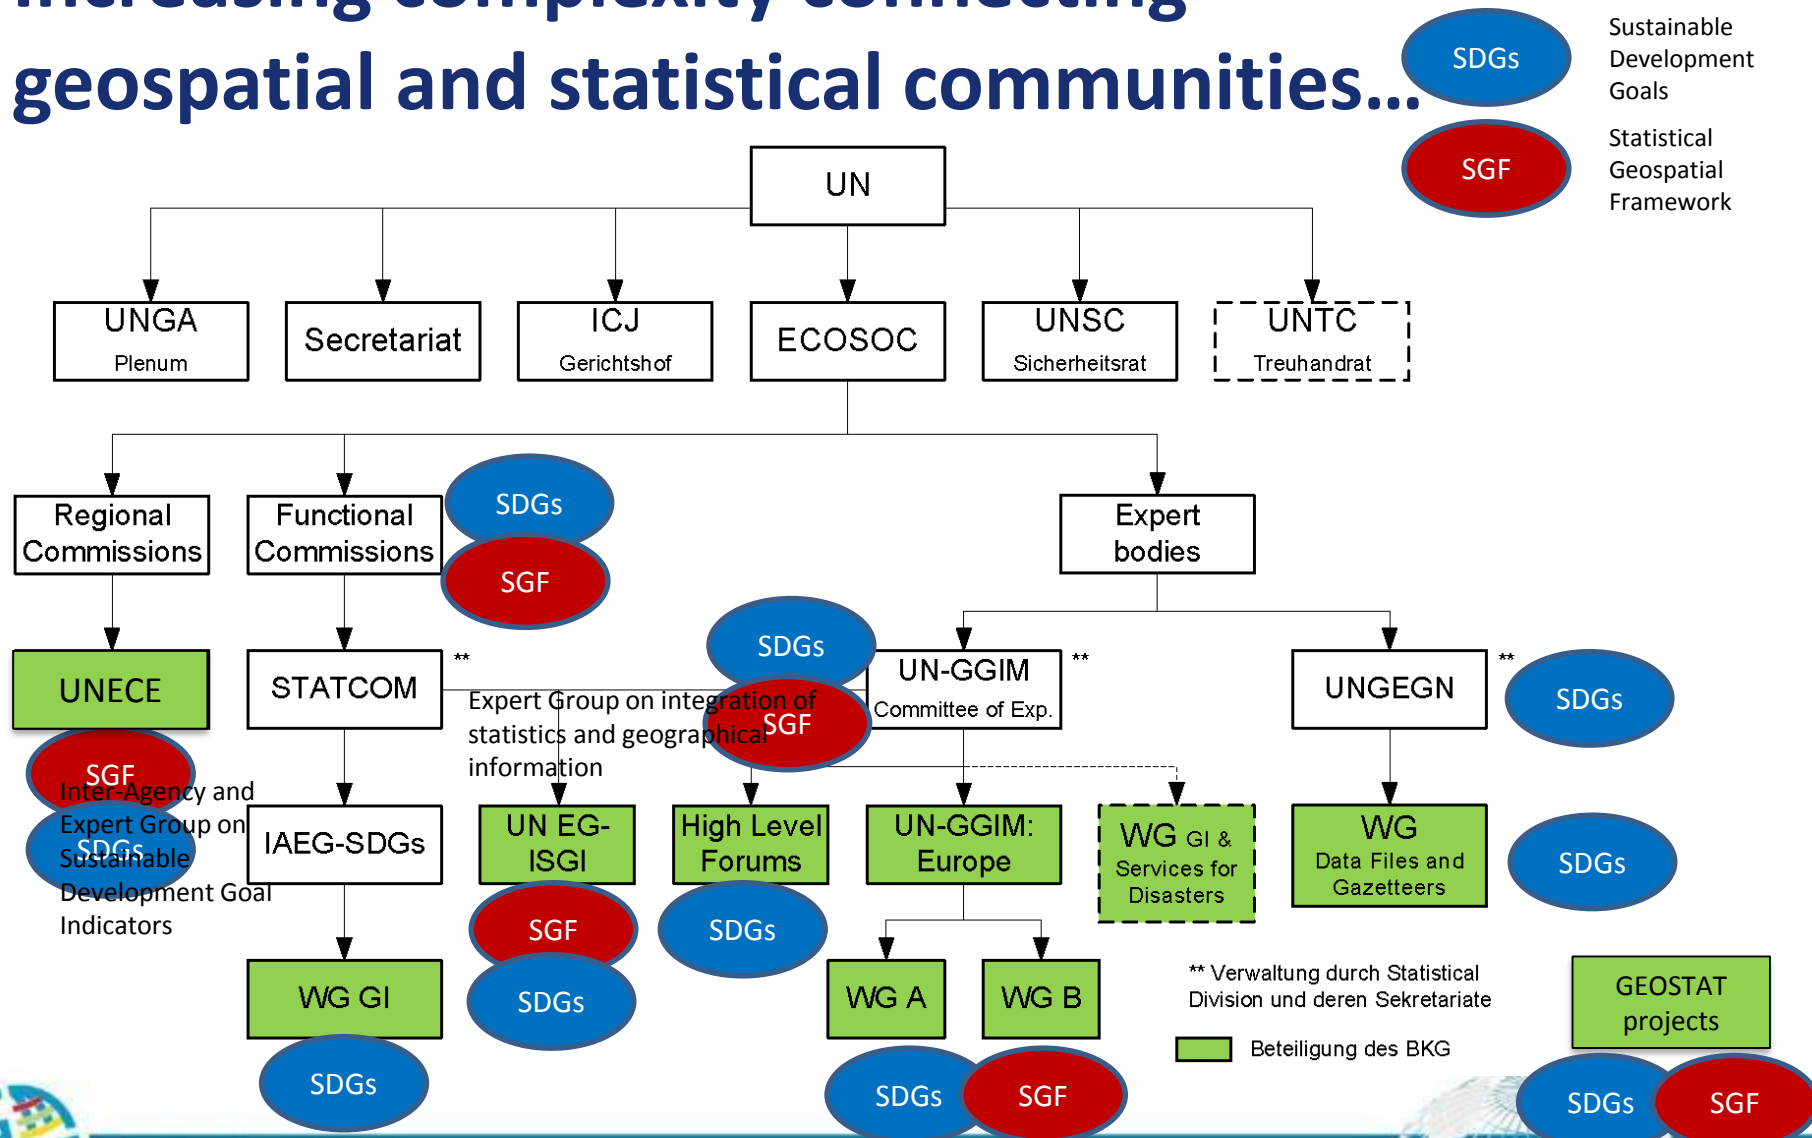 increasing complexity connecting
geospatial and statistical communities...
SDGs
Sustainable
Development
Goals
SGF
Statistical
Geospatial
Framework
UN
UNGA
Plenum
Secretariat
ICJ
Gerichtshof
ECOSOC
UNSC
Sicherheitsrat
UNTC
Treuhandrat
Regional
Commissions
Functional
Commissions
SDGs
SGF
Expert
bodies
UNECE
STATCOM
**
SDGs
SGF
UN-GGIM
Committee of Exp.
**
UNGEGN
**
SDGs
Expert Group on integration of
statistics and geographical
information
SGF
SDGs
Inter-Agency and
Expert Group on
Sustainable
Development Goal
Indicators
IAEG-SDGs
UN EG-
ISGI
High Level
Forums
UN-GGIM:
Europe
WG GI &
Services for
Disasters
WG
Data Files and
Gazetteers
SDGs
SGF
SDGs
SDGs
WG GI
SDGs
WG A
WG B
SDGs
SGF
** Verwaltung durch Statistical
Division und deren Sekretariate
Beteiligung des BKG
GEOSTAT
projects
SDGs
SGF